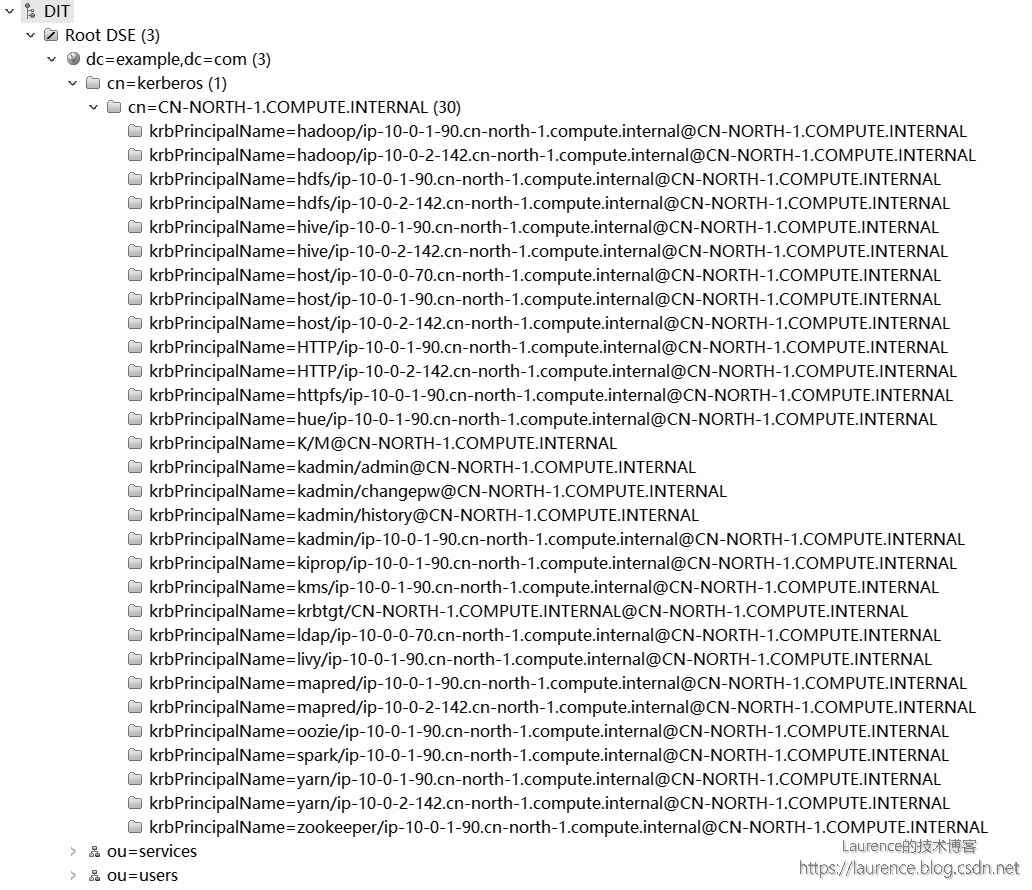 DIT
Root DSE (3)
dc=example,dc=com (3)
cn=kerberos (1)
cn=CN-NORTH-1.COMPUTE.INTERNAL (30)
krbPrincipalName=hadoop/ip-10-0-1-90.cn-north-1.compute.internal@CN-NORTH-1.COMPUTE.INTERNAL
krbPrincipalName=hadoop/ip-10-0-2-142.cn-north-1.compute.internal@CN-NORTH-1.COMPUTE.INTERNAL
krbPrincipalName=hdfs/ip-10-0-1-90.cn-north-1.compute.internal@CN-NORTH-1.COMPUTE.INTERNAL
krbPrincipalName=hdfs/ip-10-0-2-142.cn-north-1.compute.internal@CN-NORTH-1.COMPUTE.INTERNAL
krbPrincipalName=hive/ip-10-0-1-90.cn-north-1.compute.internal@CN-NORTH-1.COMPUTE.INTERNAL
krbPrincipalName=hive/ip-10-0-2-142.cn-north-1.compute.internal@CN-NORTH-1.COMPUTE.INTERNAL
krbPrincipalName=host/ip-10-0-0-70.cn-north-1.compute.internal@CN-NORTH-1.COMPUTE.INTERNAL
krbPrincipalName=host/ip-10-0-1-90.cn-north-1.compute.internal@CN-NORTH-1.COMPUTE.INTERNAL
krbPrincipalName=host/ip-10-0-2-142.cn-north-1.compute.internal@CN-NORTH-1.COMPUTE.INTERNAL
krbPrincipalName=HTTP/ip-10-0-1-90.cn-north-1.compute.internal@CN-NORTH-1.COMPUTE.INTERNAL
krbPrincipalName=HTTP/ip-10-0-2-142.cn-north-1.compute.internal@CN-NORTH-1.COMPUTE.INTERNAL
krbPrincipalName=httpfs/ip-10-0-1-90.cn-north-1.compute.internal@CN-NORTH-1.COMPUTE.INTERNAL
krbPrincipalName=hue/ip-10-0-1-90.cn-north-1.compute.internal@CN-NORTH-1.COMPUTE.INTERNAL
krbPrincipalName=K/M@CN-NORTH-1.COMPUTE.INTERNAL
krbPrincipalName=kadmin/admin@CN-NORTH-1.COMPUTE.INTERNAL
krbPrincipalName=kadmin/changepw@CN-NORTH-1.COMPUTE.INTERNAL
krbPrincipalName=kadmin/history@CN-NORTH-1.COMPUTE.INTERNAL
krbPrincipalName=kadmin/ip-10-0-1-90.cn-north-1.compute.internal@CN-NORTH-1.COMPUTE.INTERNAL
krbPrincipalName=kiprop/ip-10-0-1-90.cn-north-1.compute.internal@CN-NORTH-1.COMPUTE.INTERNAL
krbPrincipalName=kms/ip-10-0-1-90.cn-north-1.compute.internal@CN-NORTH-1.COMPUTE.INTERNAL
krbPrincipalName=krbtgt/CN-NORTH-1.COMPUTE.INTERNAL@CN-NORTH-1.COMPUTE.INTERNAL
krbPrincipalName=ldap/ip-10-0-0-70.cn-north-1.compute.internal@CN-NORTH-1.COMPUTE.INTERNAL
krbPrincipalName=livy/ip-10-0-1-90.cn-north-1.compute.internal@CN-NORTH-1.COMPUTE.INTERNAL
krbPrincipalName=mapred/ip-10-0-1-90.cn-north-1.compute.internal@CN-NORTH-1.COMPUTE.INTERNAL
krbPrincipalName=mapred/ip-10-0-2-142.cn-north-1.compute.internal@CN-NORTH-1.COMPUTE.INTERNAL
krbPrincipalName=oozie/ip-10-0-1-90.cn-north-1.compute.internal@CN-NORTH-1.COMPUTE.INTERNAL
krbPrincipalName=spark/ip-10-0-1-90.cn-north-1.compute.internal@CN-NORTH-1.COMPUTE.INTERNAL
krbPrincipalName=yarn/ip-10-0-1-90.cn-north-1.compute.internal@CN-NORTH-1.COMPUTE.INTERNAL
krbPrincipalName=yarn/ip-10-0-2-142.cn-north-1.compute.internal@CN-NORTH-1.COMPUTE.INTERNAL
krbPrincipalName=zookeeper/ip-10-0-1-90.cn-north-1.compute.internal@CN-NORTH-1.COMPUTE.INTERNAL
ou=services
Laurence的技术博客
https://laurence.blog.csdn.net
ou=users